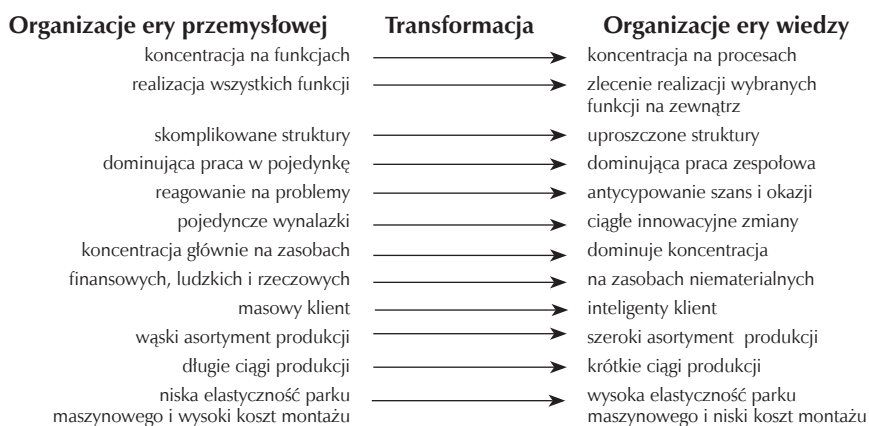 Organizacje ery przemysłowej Transformacja Organizacje ery wiedzy
koncentracja na funkcjach koncentracja na procesach
realizacja wszystkich funkcji zlecenie realizacji wybranych
funkcji na zewnątrz
skomplikowane struktury uproszczone struktury
dominująca praca w pojedynkę dominująca praca zespołowa
reagowanie na problemy antycypowanie szans i okazji
pojedyncze wynalazki ciągłe innowacyjne zmiany
koncentracja głównie na zasobach dominuje koncentracja
finansowych, ludzkich i rzeczowych na zasobach niematerialnych
masowy klient inteligenty klient
wąski asortyment produkcji szeroki asortyment produkcji
długie ciągi produkcji krótkie ciągi produkcji
niska elastyczność parku wysoka elastyczność parku
maszynowego i wysoki koszt montażu maszynowego i niski koszt montażu